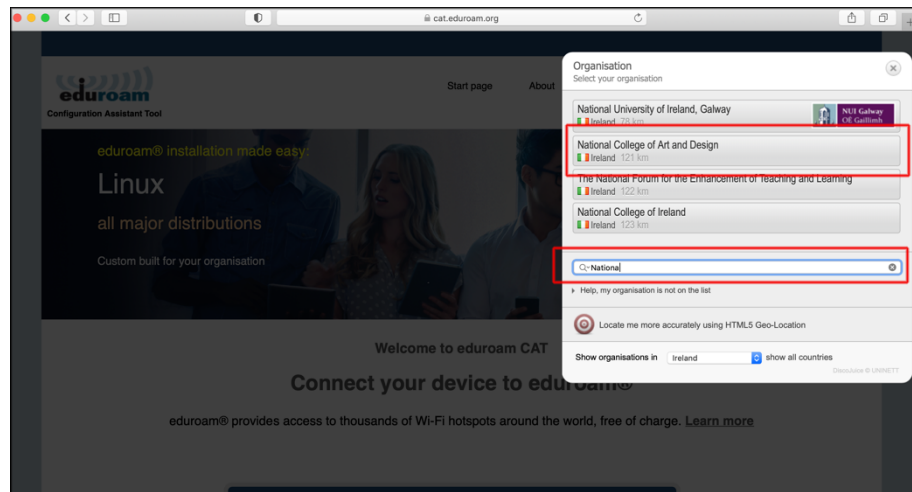 cat.eduroam.org
Organisation
Select your organisation
National University of Ireland, Galway
Ireland 78 km
NUI Galway
OÉ Gaillimh
National College of Art and Design
Ireland 121 km
The National Forum for the Enhancement of Teaching and Learning
Ireland 122 km
National College of Ireland
Ireland 123 km
Nationa
Help, my organisation is not on the list
Locate me more accurately using HTML5 Geo-Location
Show organisations in Ireland show all countries
DiscoJuice © UNINETT
eduroam
Configuration Assistant Tool
Start page About
eduroam® installation made easy:
Linux
all major distributions
Custom built for your organisation
Welcome to eduroam CAT
Connect your device to eduroam®
eduroam® provides access to thousands of Wi-Fi hotspots around the world, free of charge. Learn more